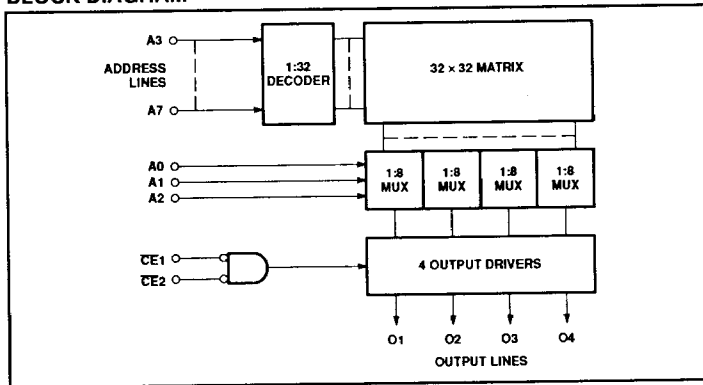 BLOCK DIAGRAM
A3
ADDRESS
LINES
A7
1:32
DECODER
32 × 32 MATRIX
A0
A1
A2
1:8
MUX
1:8
MUX
1:8
MUX
1:8
MUX
CE1
CE2
4 OUTPUT DRIVERS
O1 O2 O3 O4
OUTPUT LINES